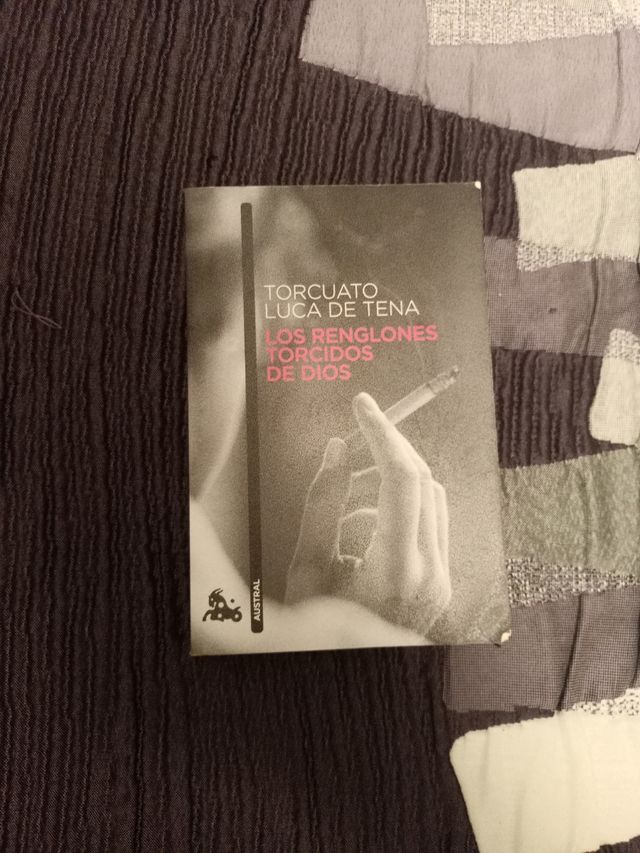 TORCUATO
LUCA DE TENA
LOS RENGLONES
TORCIDOS
DE DIOS
AUSTRAL